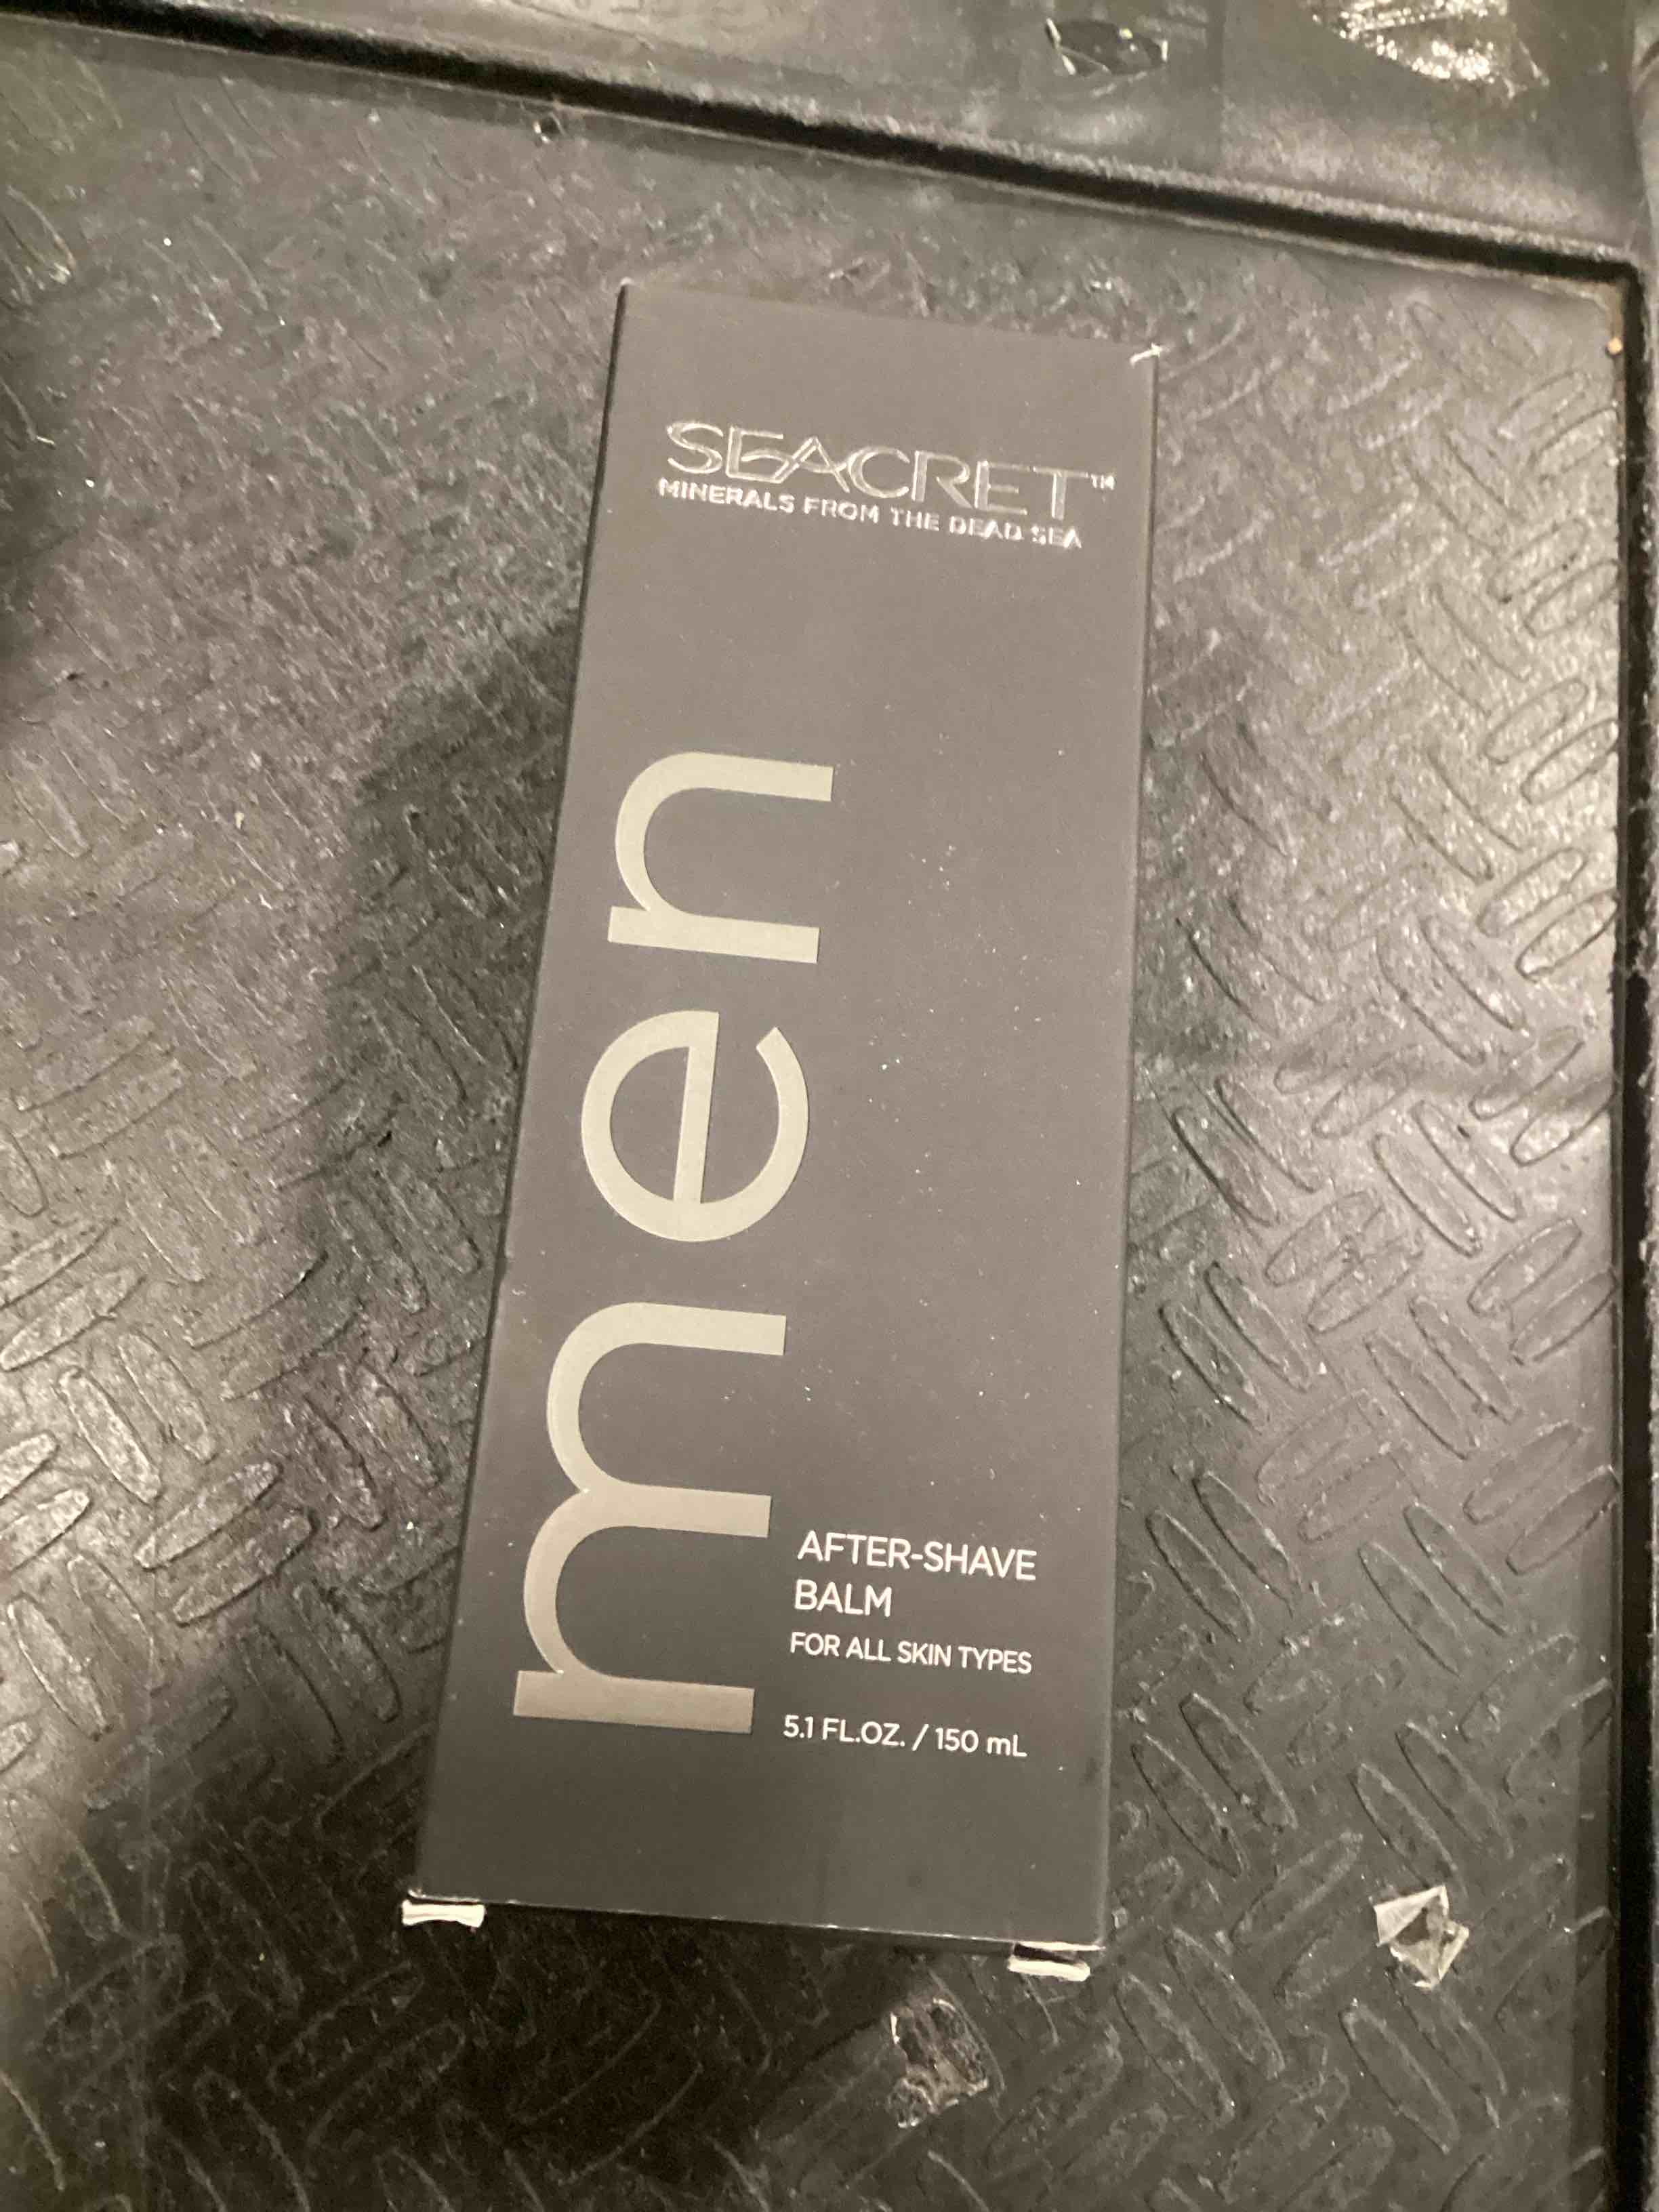 SEACRET™
MINERALS FROM THE DEAD SEA
men
AFTER-SHAVE
BALM
FOR ALL SKIN TYPES
5.1 FL.OZ. / 150 mL